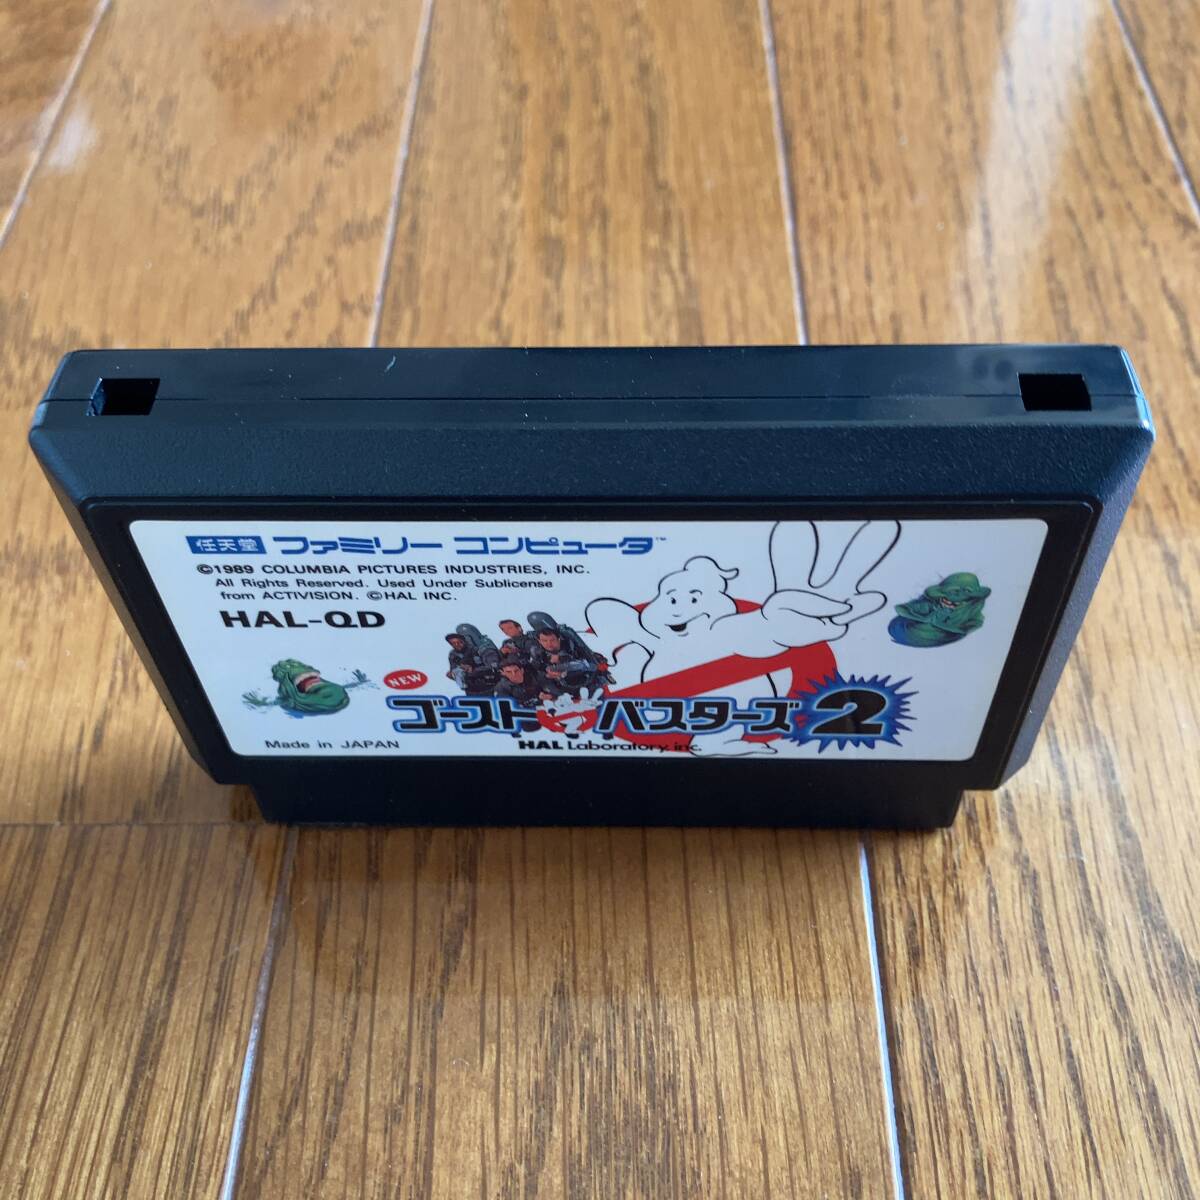 任天堂 ファミリーコンピュータ™
©1989 COLUMBIA PICTURES INDUSTRIES, INC.
All Rights Reserved. Used Under Sublicense
from ACTIVISION. ©HAL INC.
HAL-QD
NEW
ゴーストバスターズ2
Made in JAPAN
HAL Laboratory, inc.